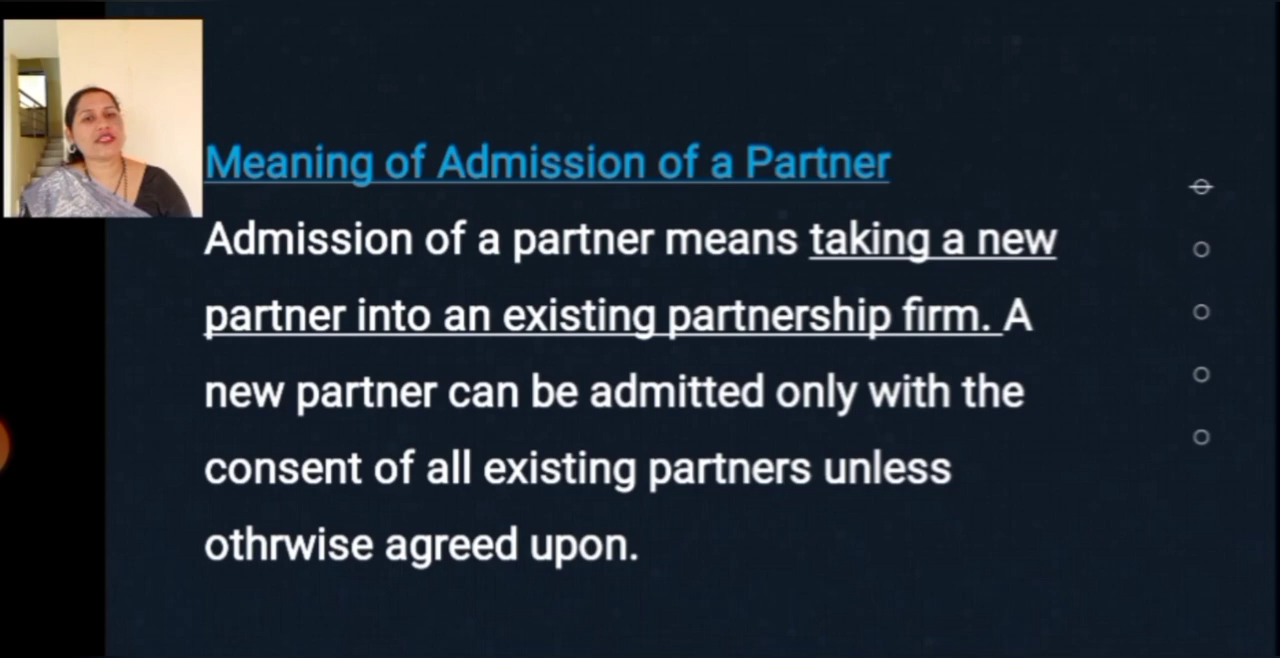 Meaning of Admission of a Partner
Admission of a partner means taking a new
partner into an existing partnership firm. A
new partner can be admitted only with the
consent of all existing partners unless
othrwise agreed upon.